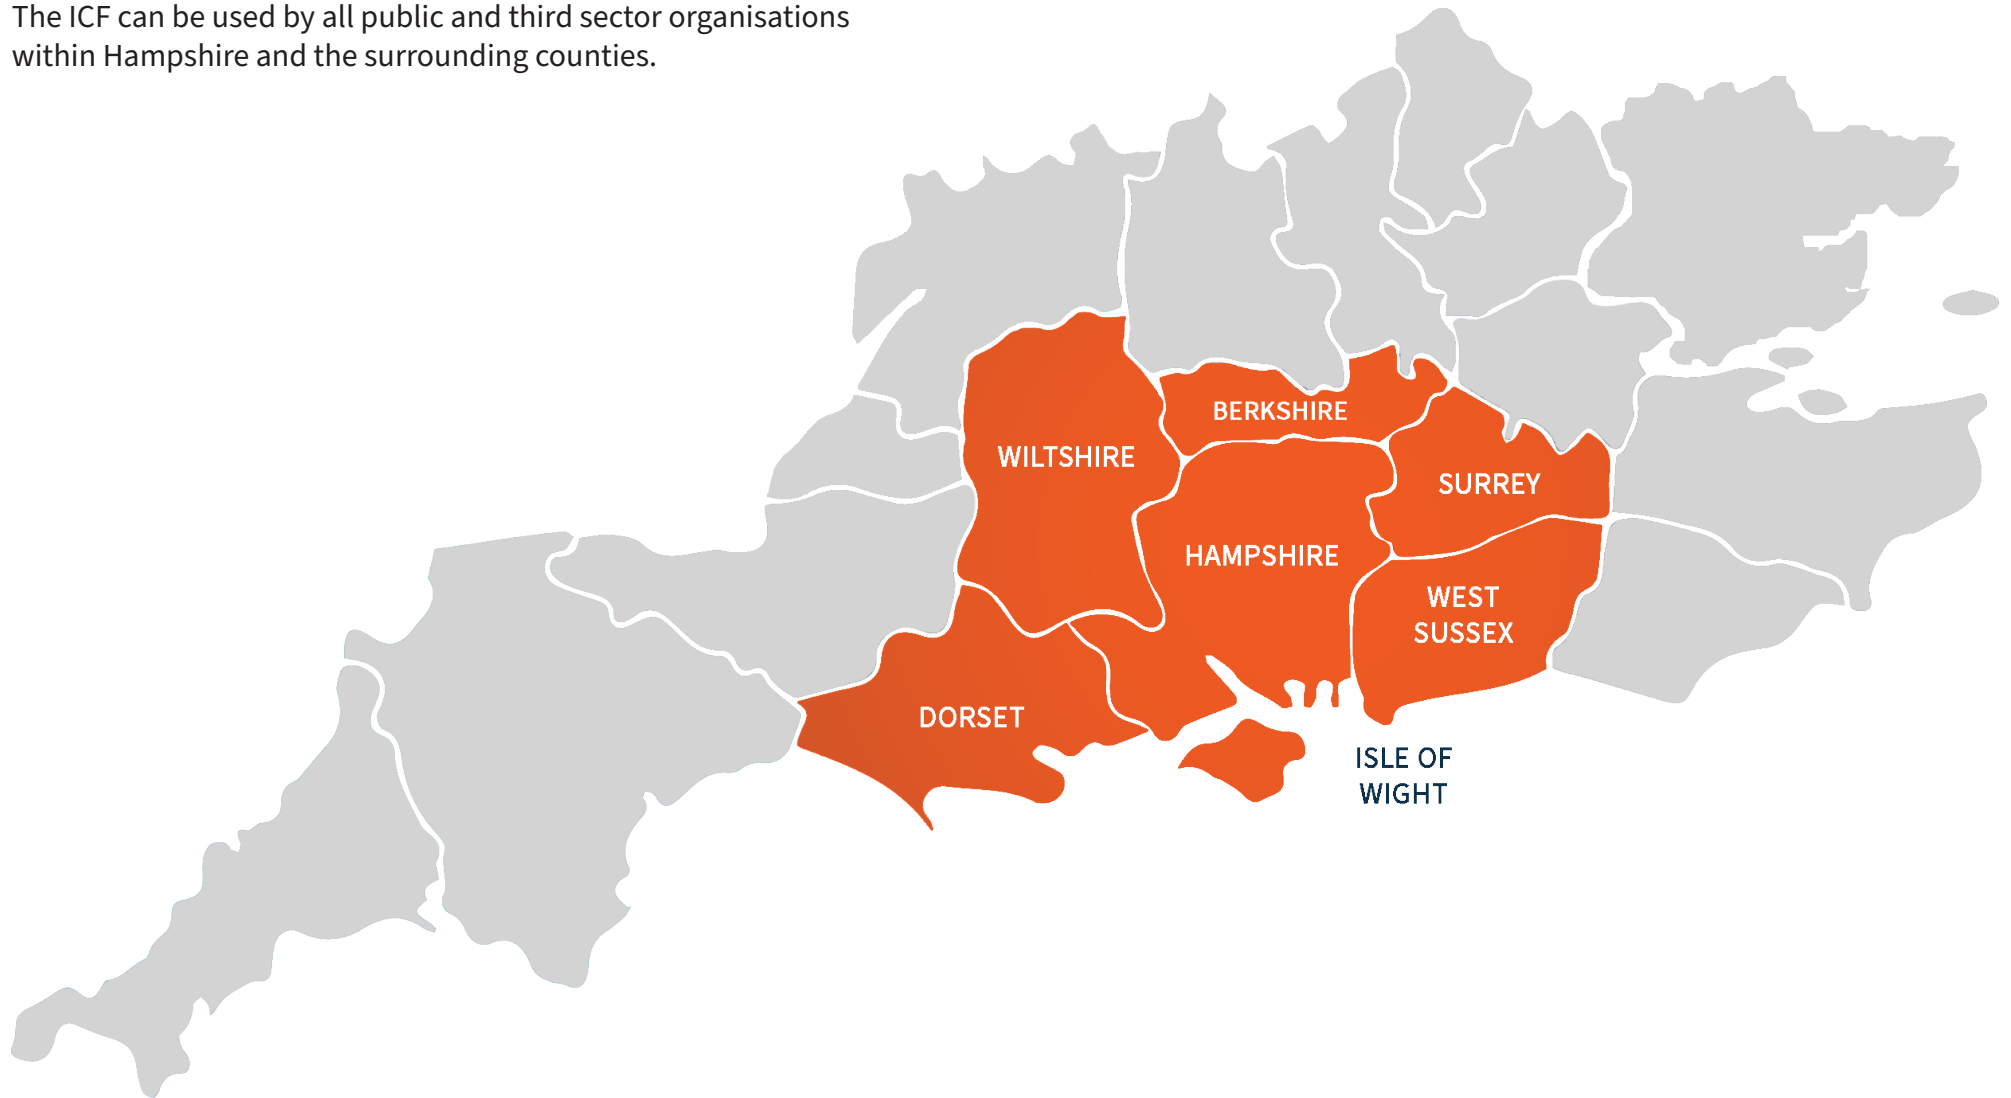 The ICF can be used by all public and third sector organisations
within Hampshire and the surrounding counties.
BERKSHIRE
WILTSHIRE
SURREY
HAMPSHIRE
WEST
SUSSEX
DORSET
ISLE OF
WIGHT